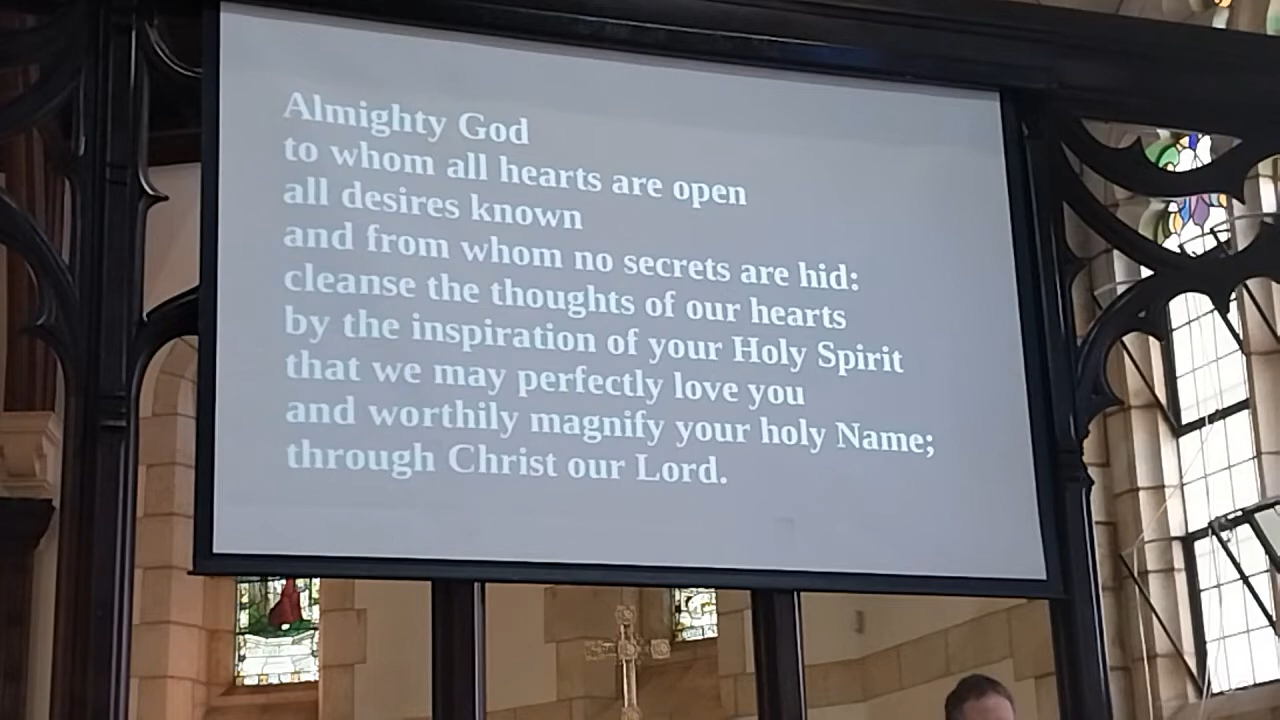 Almighty God
to whom all hearts are open
all desires known
and from whom no secrets are hid:
cleanse the thoughts of our hearts
by the inspiration of your Holy Spirit
that we may perfectly love you
and worthily magnify your holy Name;
through Christ our Lord.